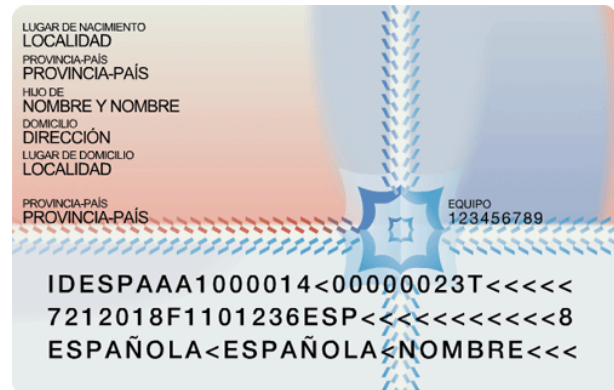 LUGAR DE NACIMIENTO
LOCALIDAD
PROVINCIA-PAÍS
PROVINCIA-PAÍS
HIJO DE
NOMBRE Y NOMBRE
DOMICILIO
DIRECCIÓN
LUGAR DE DOMICILIO
LOCALIDAD
PROVINCIA-PAÍS
PROVINCIA-PAÍS
EQUIPO
123456789
IDESPAAA1000014<00000023T<<<<<
7212018F1101236ESP<<<<<<<<<<<8
ESPAÑOLA<ESPAÑOLA<NOMBRE<<<